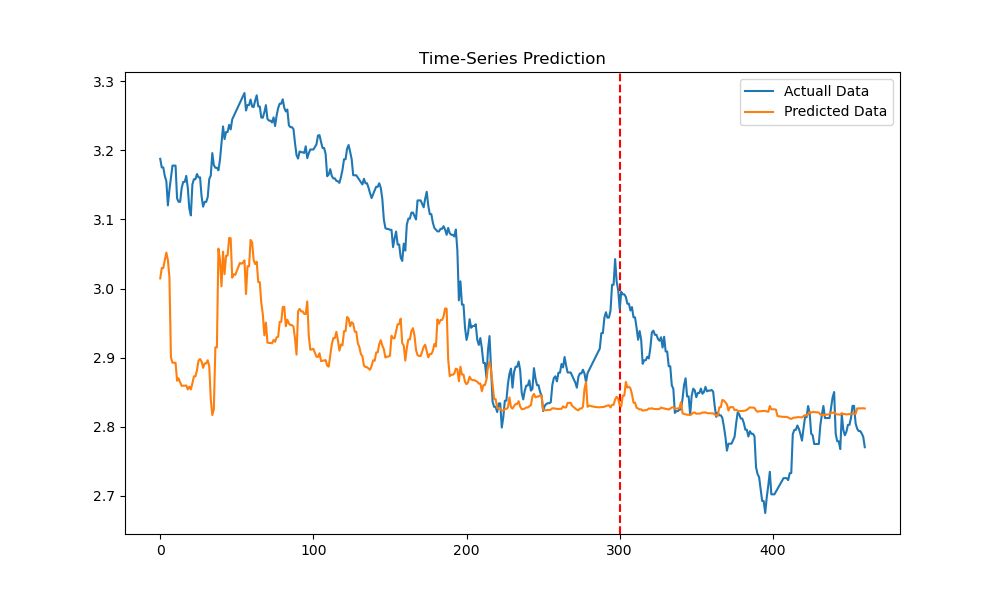 Time-Series Prediction
Actuall Data
Predicted Data
3.3
3.2
3.1
3.0
2.9
2.8
2.7
0 100 200 300 400